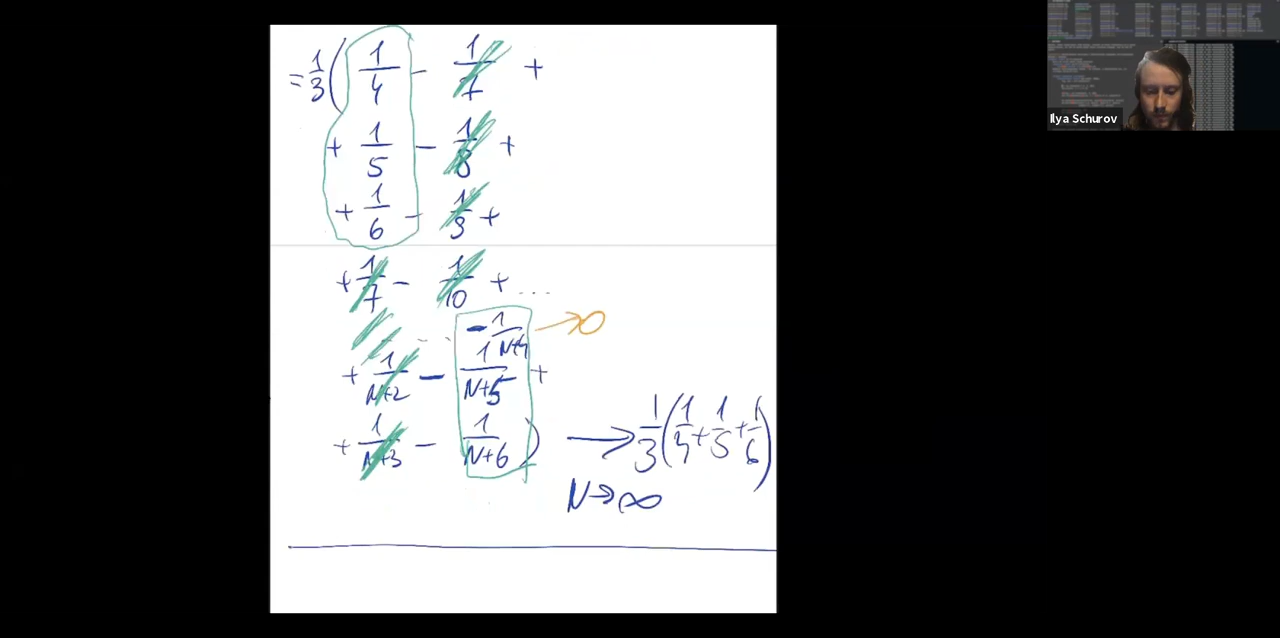 = 1/3 ( 1/4 - 1/7 +
+ 1/5 - 1/8 +
+ 1/6 - 1/9 +
+ 1/7 - 1/10 + ...
... - 1/N+4 → 0
+ 1/N+2 - 1/N+5 +
+ 1/N+3 - 1/N+6 ) → 1/3 ( 1/4 + 1/5 + 1/6 )
N → ∞
Ilya Schurov